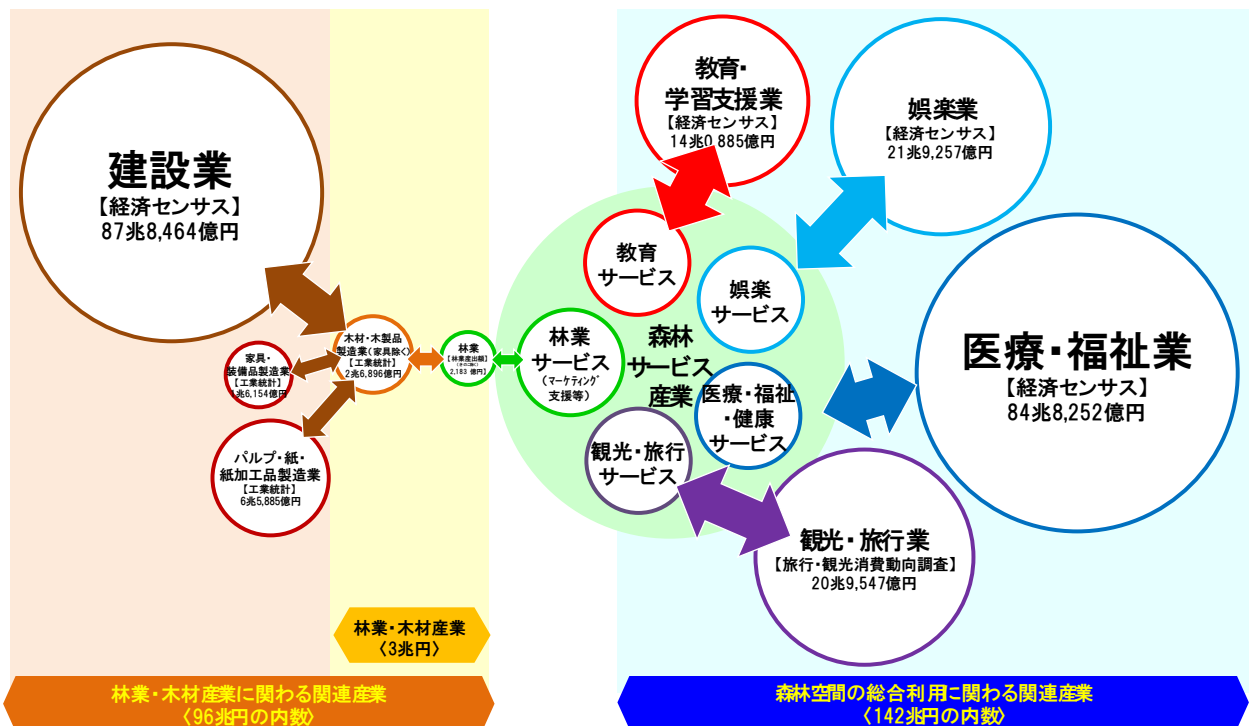 建設業
【経済センサス】
87兆8,464億円
家具・
装備品製造業
【工業統計】
1兆6,154億円
パルプ・紙・
紙加工品製造業
【工業統計】
6兆5,885億円
木材・木製品
製造業(家具除く)
【工業統計】
2兆6,896億円
林業
【林業産出額】
2,183 億円】
林業
サービス
(マーケティング
支援等)
森林
サービス
産業
教育
サービス
娯楽
サービス
医療・福祉
・健康
サービス
観光・旅行
サービス
教育・
学習支援業
【経済センサス】
14兆0,885億円
娯楽業
【経済センサス】
21兆9,257億円
医療・福祉業
【経済センサス】
84兆8,252億円
観光・旅行業
【旅行・観光消費動向調査】
20兆9,547億円
林業・木材産業
〈3兆円〉
林業・木材産業に関わる関連産業
〈96兆円の内数〉
森林空間の総合利用に関わる関連産業
〈142兆円の内数〉